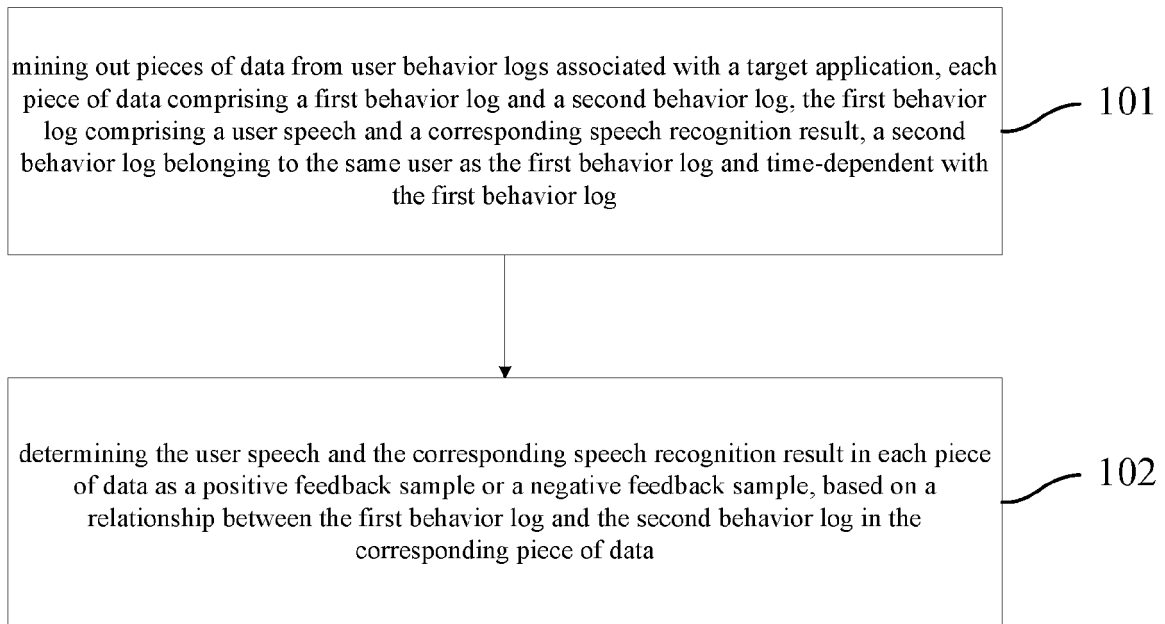 mining out pieces of data from user behavior logs associated with a target application, each
piece of data comprising a first behavior log and a second behavior log, the first behavior
log comprising a user speech and a corresponding speech recognition result, a second
behavior log belonging to the same user as the first behavior log and time-dependent with
the first behavior log
101
determining the user speech and the corresponding speech recognition result in each piece
of data as a positive feedback sample or a negative feedback sample, based on a
relationship between the first behavior log and the second behavior log in the
corresponding piece of data
102